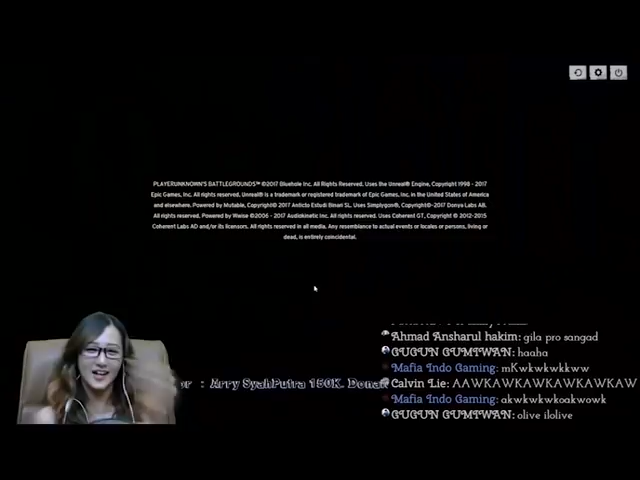 PLAYERUNKNOWN'S BATTLEGROUNDS™ ©2017 Bluehole Inc. All Rights Reserved. Uses the Unreal® Engine, Copyright 1998 - 2017
Epic Games, Inc. All rights reserved. Unreal® is a trademark or registered trademark of Epic Games, Inc. in the United States of America
and elsewhere. Powered by Mutable, Copyright© 2017 Anticto Estudi Binari SL. Uses Simplygon®, Copyright©-2017 Donya Labs AB.
All rights reserved. Powered by Wwise ©2006 - 2017 Audiokinetic Inc. All rights reserved. Uses Coherent GT, Copyright © 2012-2015
Coherent Labs AD and/or its licensors. All rights reserved in all media. Any resemblance to actual events or locales or persons, living or
dead, is entirely coincidental.
Ahmad Ansharul hakim: gila pro sangad
GUGUN GUMIWAN: haaha
Mafia Indo Gaming: mKwkwkwkkww
or : Arry SyahPutra 150K. Donat
Calvin Lie: AAWKAWKAWKAWKAWKAW
Mafia Indo Gaming: akwkwkwkoakwowk
GUGUN GUMIWAN: olive ilolive